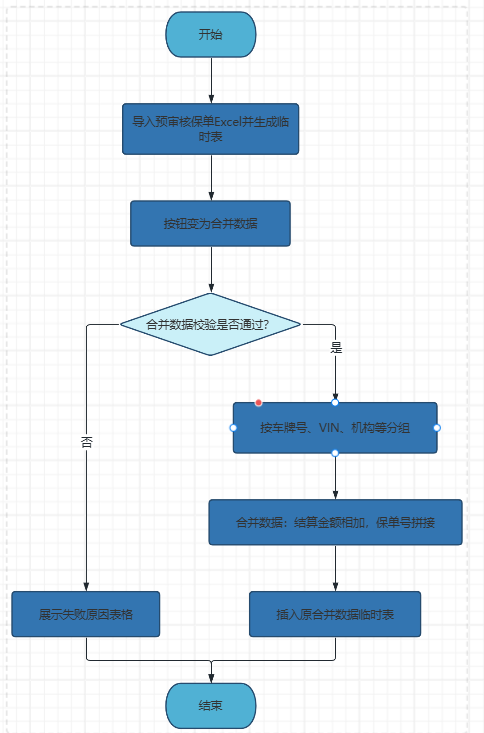 开始
导入预审核保单Excel并生成临
时表
按钮变为合并数据
合并数据校验是否通过?
是
按车牌号、VIN、机构等分组
否
合并数据：结算金额相加，保单号拼接
展示失败原因表格
插入原合并数据临时表
结束